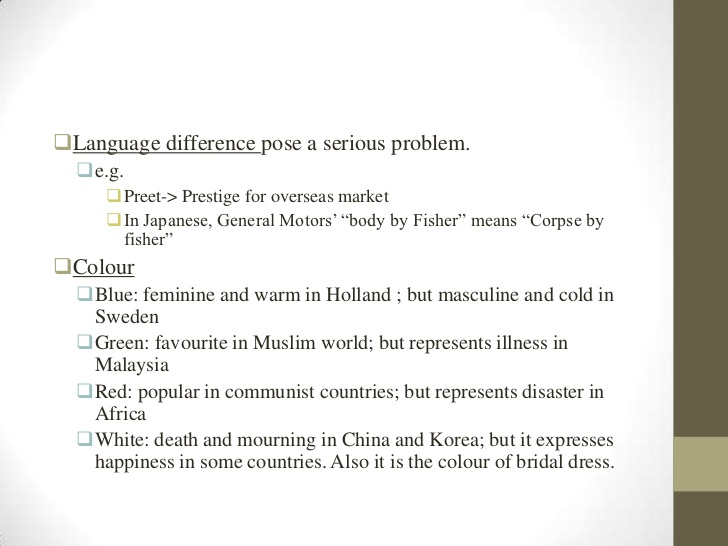 Language difference pose a serious problem.
e.g.
Preet-> Prestige for overseas market
In Japanese, General Motors’ “body by Fisher” means “Corpse by
fisher”
Colour
Blue: feminine and warm in Holland ; but masculine and cold in
Sweden
Green: favourite in Muslim world; but represents illness in
Malaysia
Red: popular in communist countries; but represents disaster in
Africa
White: death and mourning in China and Korea; but it expresses
happiness in some countries. Also it is the colour of bridal dress.